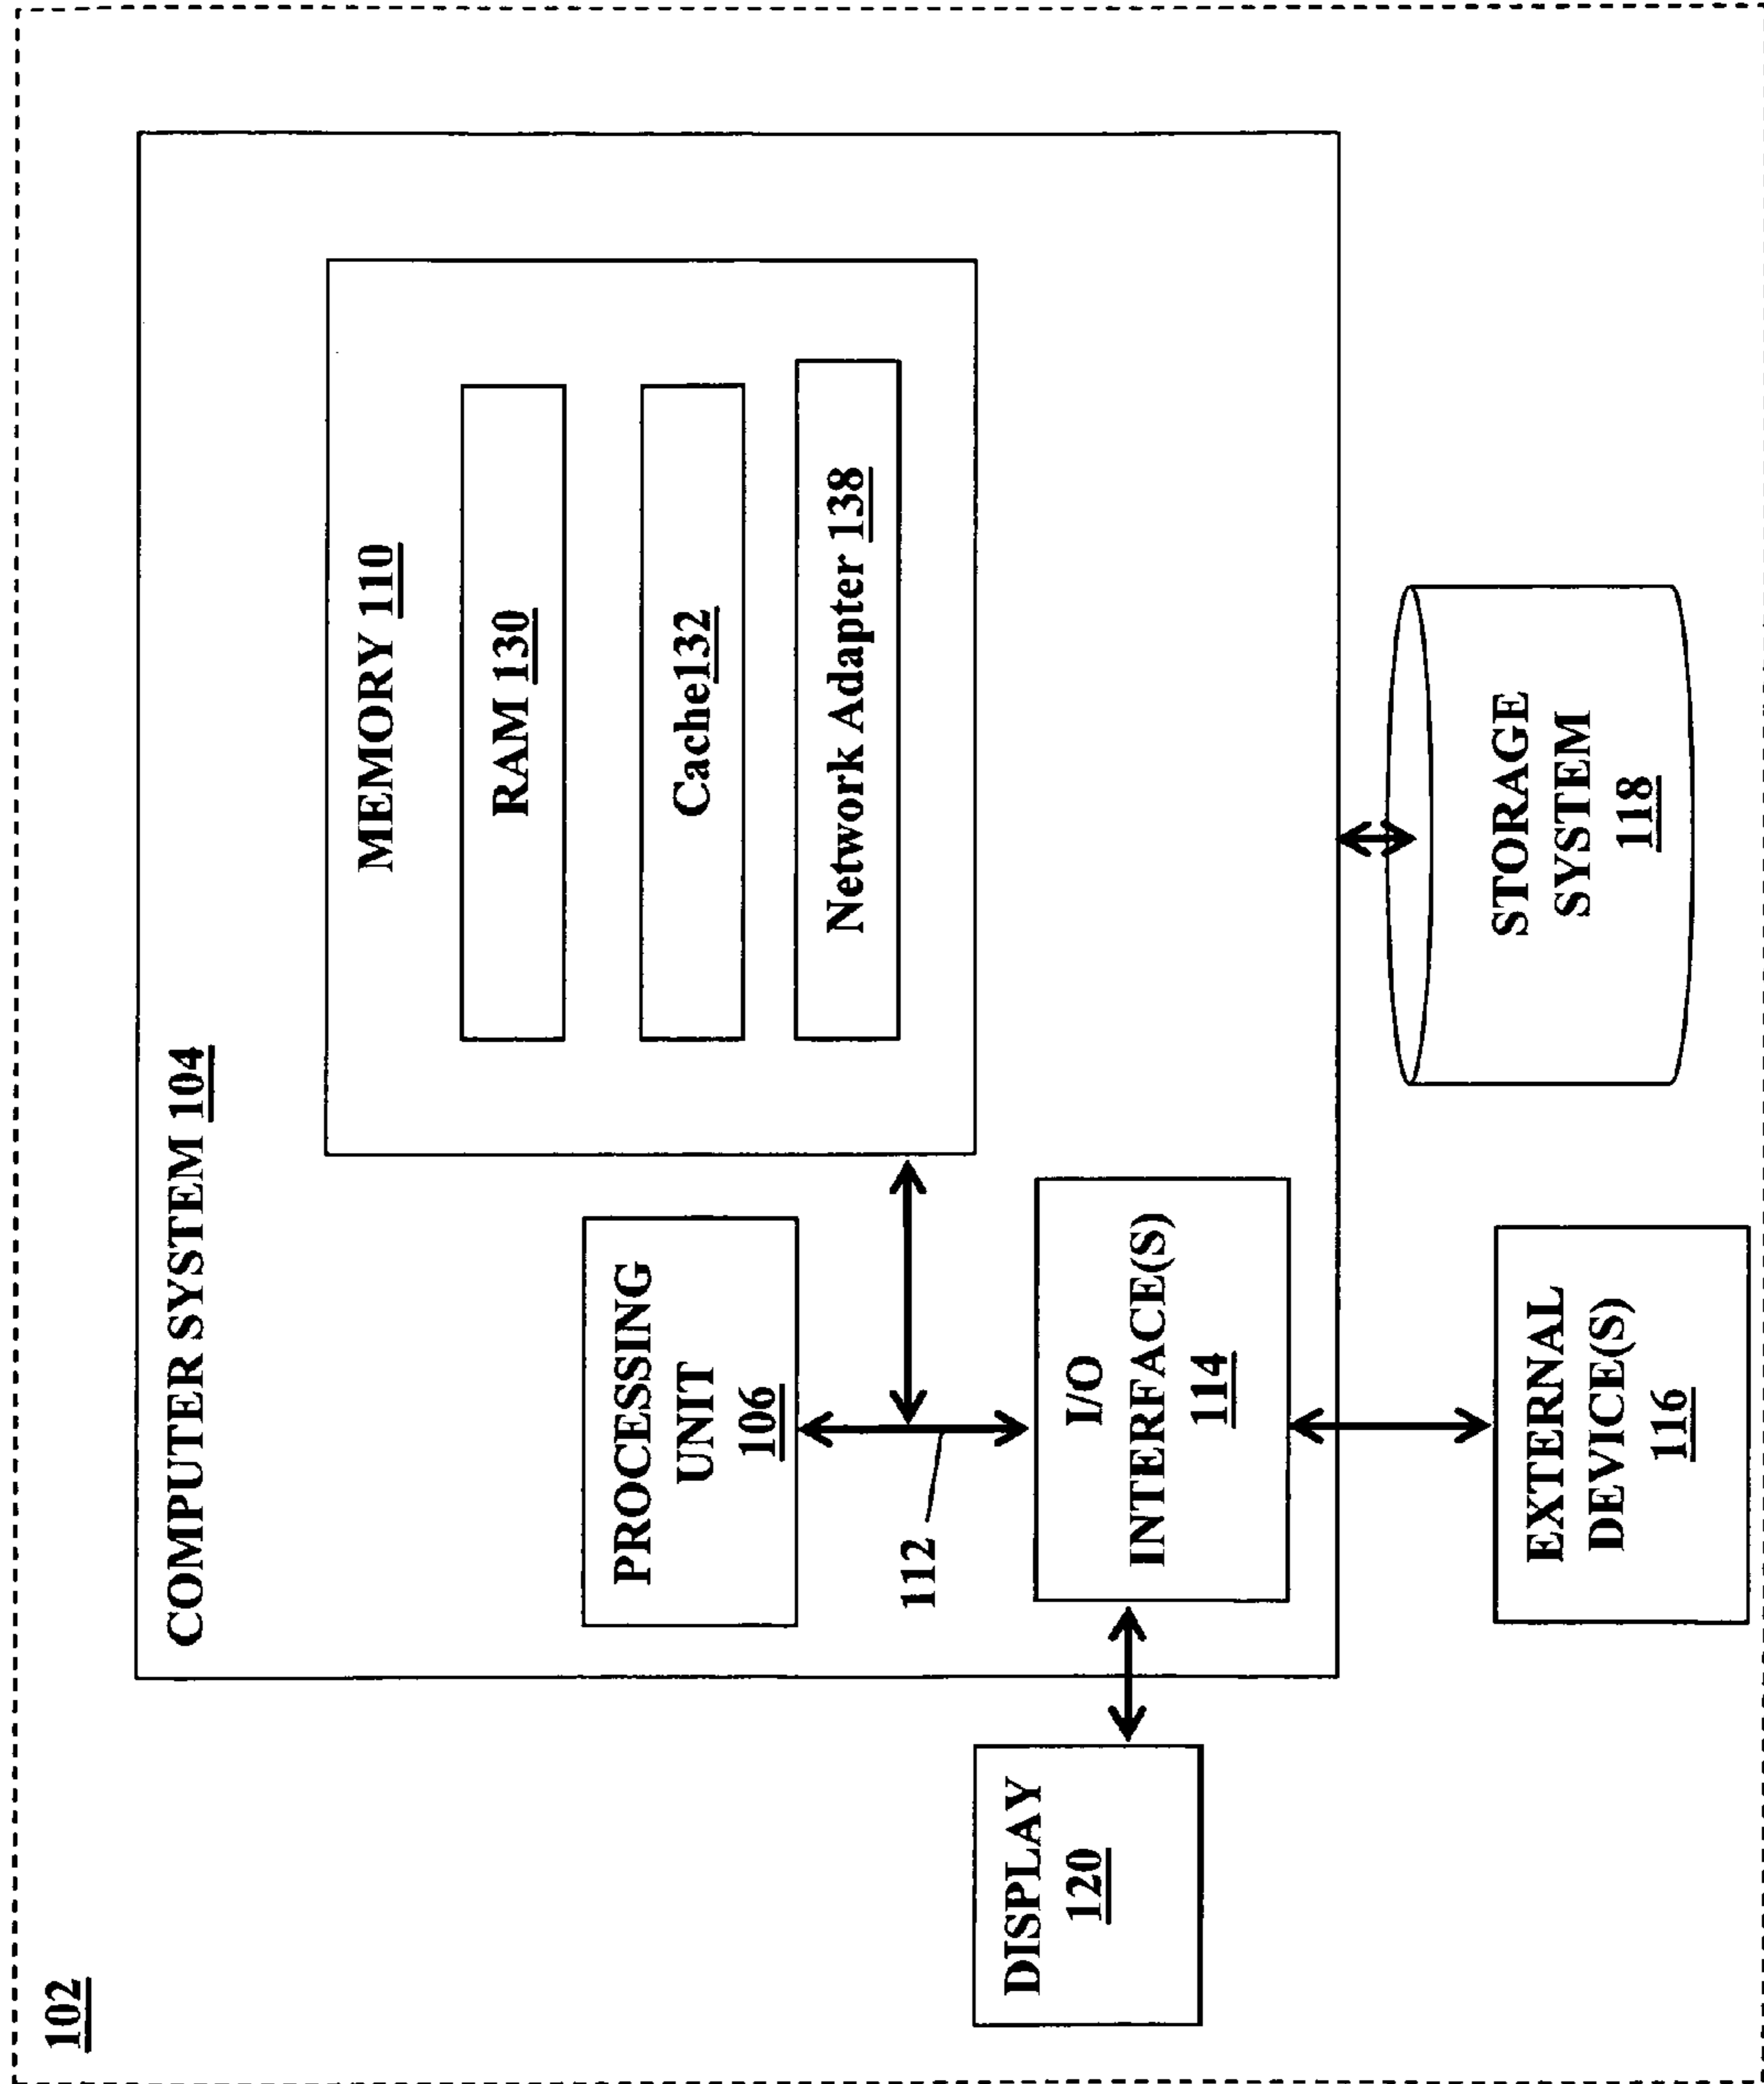 102
COMPUTER SYSTEM 104
MEMORY 110
RAM 130
Cache132
Network Adapter 138
PROCESSING
UNIT
106
112
I/O
INTERFACE(S)
114
DISPLAY
120
EXTERNAL
DEVICE(S)
116
STORAGE
SYSTEM
118